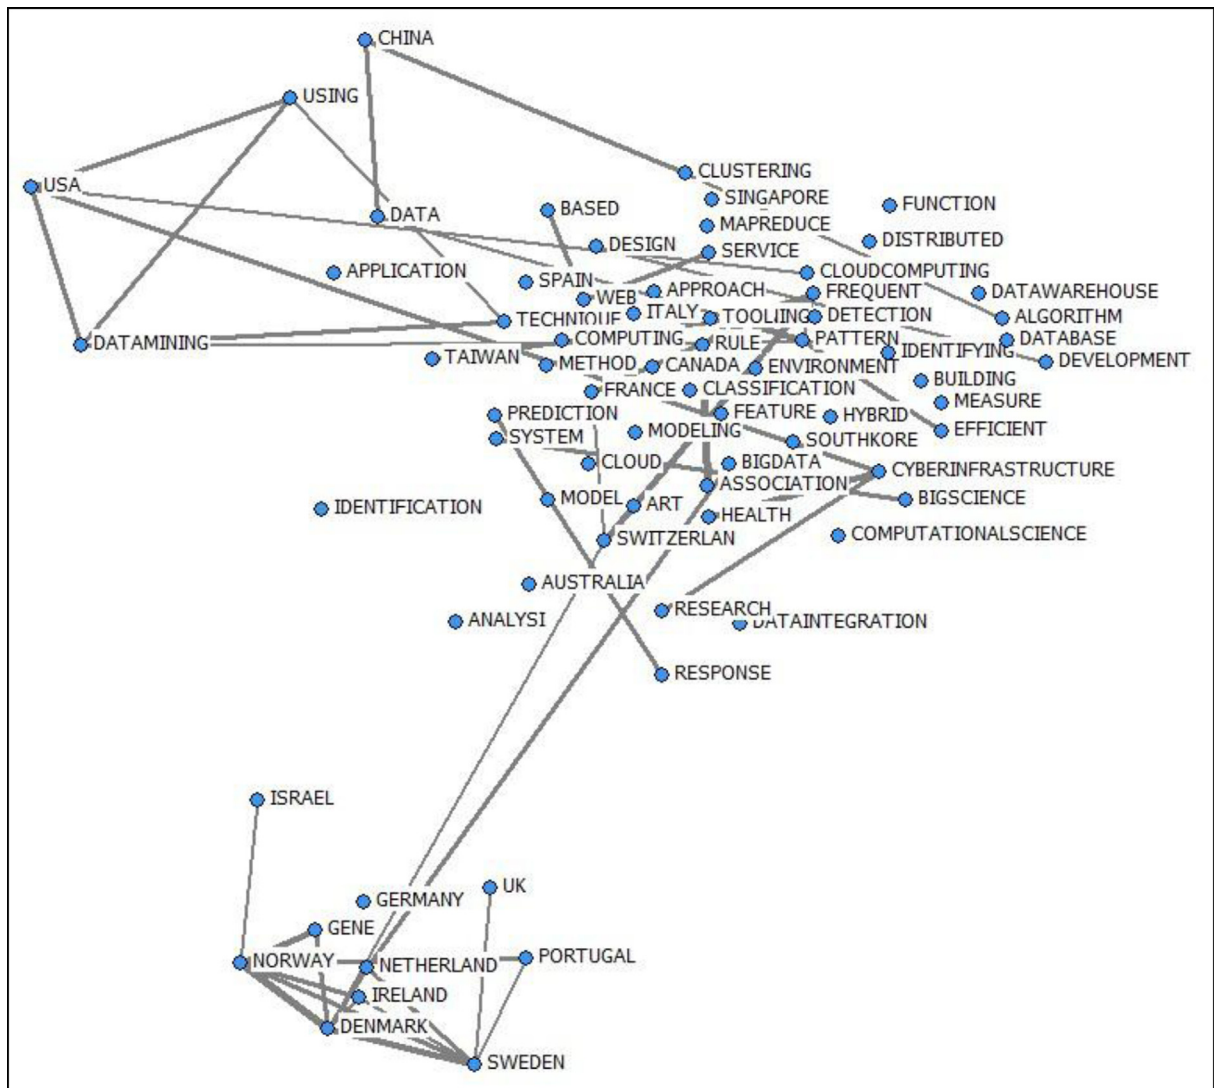 CHINA
USING
CLUSTERING
USA
SINGAPORE
FUNCTION
BASED
DATA
MAPREDUCE
DISTRIBUTED
DESIGN
SERVICE
APPLICATION
CLOUDCOMPUTING
SPAIN
APPROACH
FREQUENT
DATAWAREHOUSE
WEB
ITALY
DETECTION
ALGORITHM
DATAMINING
COMPUTING
RULE
PATTERN
DATABASE
TAIWAN
IDENTIFYING
DEVELOPMENT
METHOD
CANADA
ENVIRONMENT
BUILDING
FRANCE
CLASSIFICATION
MEASURE
PREDICTION
FEATURE
HYBRID
EFFICIENT
SYSTEM
MODELING
SOUTHKORE
CLOUD
BIGDATA
CYBERINFRASTRUCTURE
ASSOCIATION
MODEL
ART
BIGSCIENCE
IDENTIFICATION
HEALTH
SWITZERLAN
COMPUTATIONALSCIENCE
AUSTRALIA
RESEARCH
ANALYSI
DATAINTEGRATION
RESPONSE
ISRAEL
UK
GERMANY
GENE
PORTUGAL
NORWAY
NETHERLAND
IRELAND
DENMARK
SWEDEN